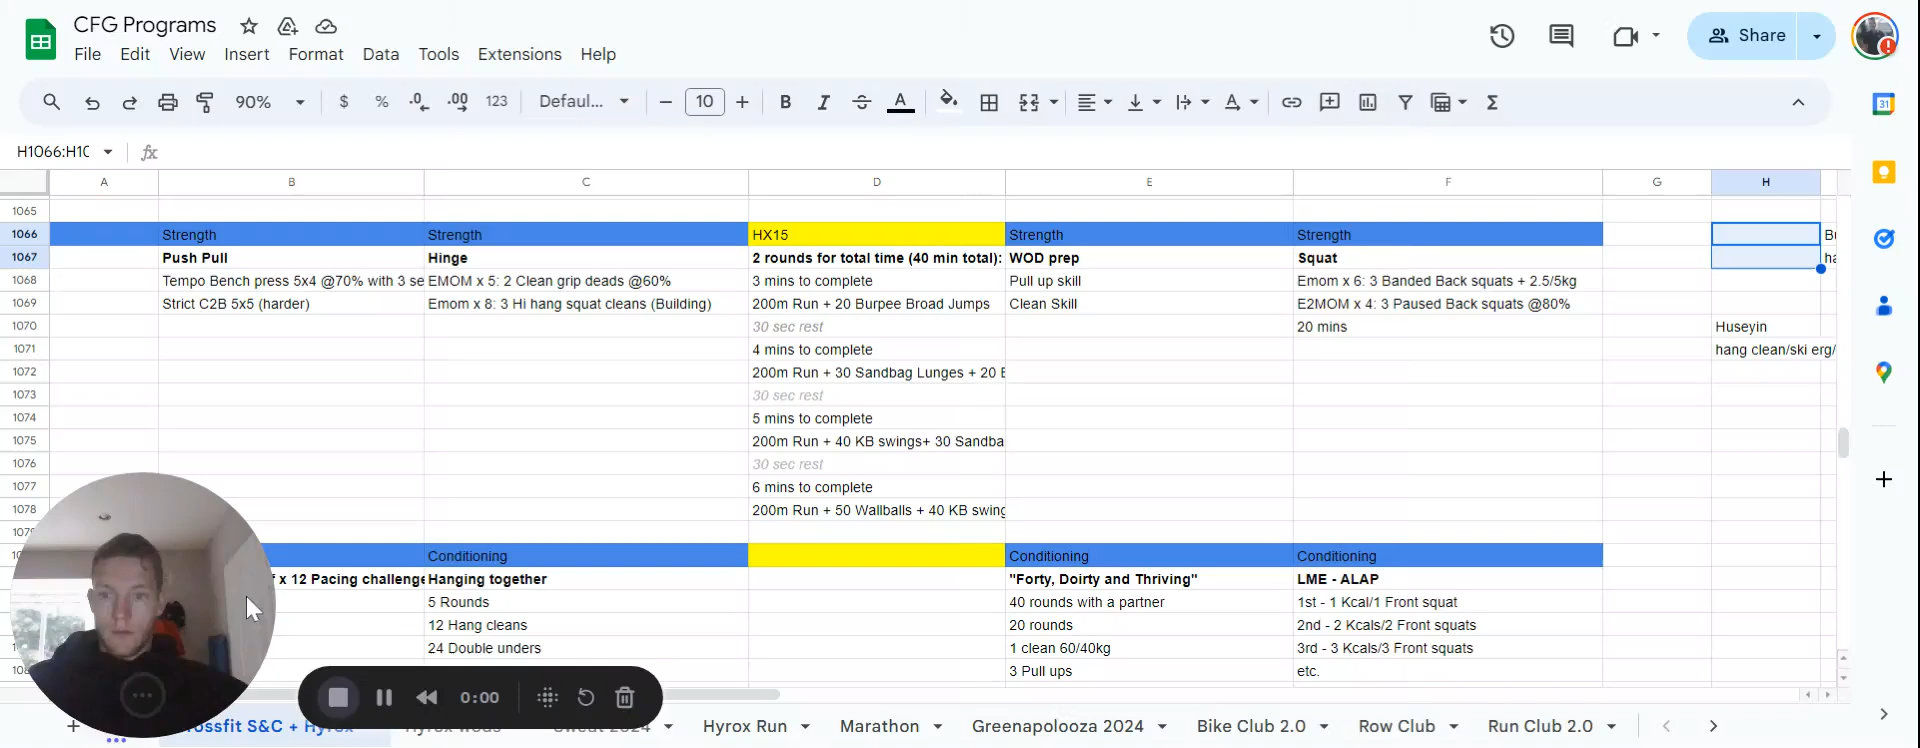 CFG Programs
File Edit View Insert Format Data Tools Extensions Help
Share
90% $ % .0 .00 123 Defaul... 10 B I A
31
H1066:H1
fx
A B C D E F G H
1065
1066 Strength Strength HX15 Strength Strength
1067 Push Pull Hinge 2 rounds for total time (40 min total): WOD prep Squat
1068 Tempo Bench press 5x4 @70% with 3 se EMOM x 5: 2 Clean grip deads @60% 3 mins to complete Pull up skill Emom x 6: 3 Banded Back squats + 2.5/5kg
1069 Strict C2B 5x5 (harder) Emom x 8: 3 Hi hang squat cleans (Building) 200m Run + 20 Burpee Broad Jumps Clean Skill E2MOM x 4: 3 Paused Back squats @80%
1070 30 sec rest 20 mins Huseyin
1071 4 mins to complete hang clean/ski erg/
1072 200m Run + 30 Sandbag Lunges + 20
1073 30 sec rest
1074 5 mins to complete
1075 200m Run + 40 KB swings+ 30 Sandba
1076 30 sec rest
1077 6 mins to complete
1078 200m Run + 50 Wallballs + 40 KB swing
Conditioning Conditioning Conditioning
x 12 Pacing challenge Hanging together "Forty, Doirty and Thriving" LME - ALAP
5 Rounds 40 rounds with a partner 1st - 1 Kcal/1 Front squat
12 Hang cleans 20 rounds 2nd - 2 Kcals/2 Front squats
24 Double unders 1 clean 60/40kg 3rd - 3 Kcals/3 Front squats
3 Pull ups etc.
0:00
rossfit S&C + Hyrox Hyrox Run Marathon Greenapolooza 2024 Bike Club 2.0 Row Club Run Club 2.0